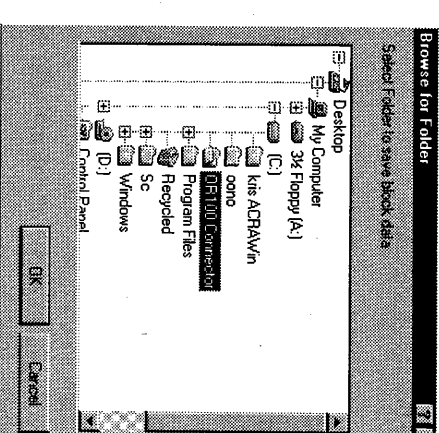 Browse for Folder
Select Folder to save block data
Desktop
My Computer
3½ Floppy (A:)
(C:)
kris ACRAWin
oono
DR100 Connector
Program Files
Recycled
Sc
Windows
(D:)
Control Panel
OK
Cancel